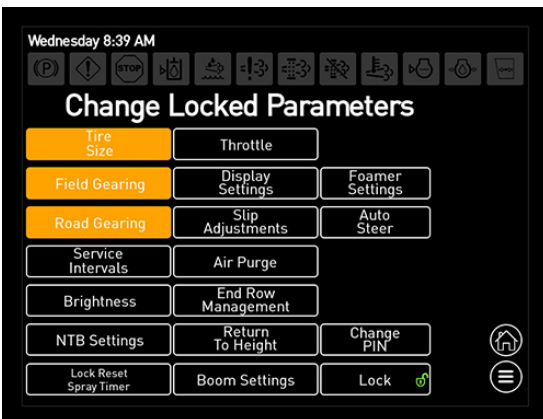 Wednesday 8:39 AM
(P)
STOP
Change Locked Parameters
Tire
Size
Throttle
Field Gearing
Display
Settings
Foamer
Settings
Road Gearing
Slip
Adjustments
Auto
Steer
Service
Intervals
Air Purge
Brightness
End Row
Management
NTB Settings
Return
To Height
Change
PIN
Lock Reset
Spray Timer
Boom Settings
Lock